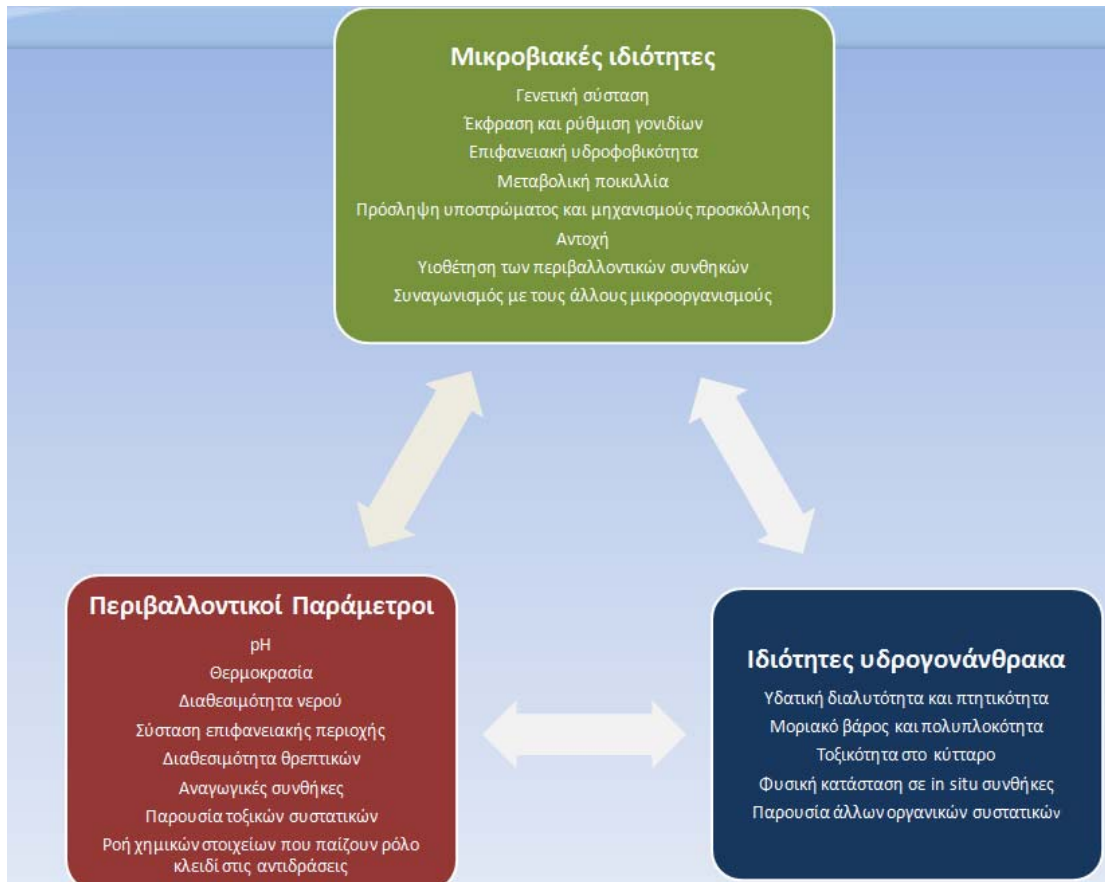 Μικροβιακές ιδιότητες
Γενετική σύσταση
Έκφραση και ρύθμιση γονιδίων
Επιφανειακή υδροφοβικότητα
Μεταβολική ποικιλλία
Πρόσληψη υποστρώματος και μηχανισμούς προσκόλλησης
Αντοχή
Υιοθέτηση των περιβαλλοντικών συνθηκών
Συναγωνισμός με τους άλλους μικροοργανισμούς
Περιβαλλοντικοί Παράμετροι
pH
Θερμοκρασία
Διαθεσιμότητα νερού
Σύσταση επιφανειακής περιοχής
Διαθεσιμότητα θρεπτικών
Αναγωγικές συνθήκες
Παρουσία τοξικών συστατικών
Ροή χημικών στοιχείων που παίζουν ρόλο
κλειδί στις αντιδράσεις
Ιδιότητες υδρογονάνθρακα
Υδατική διαλυτότητα και πτητικότητα
Μοριακό βάρος και πολυπλοκότητα
Τοξικότητα στο κύτταρο
Φυσική κατάσταση σε in situ συνθήκες
Παρουσία άλλων οργανικών συστατικών